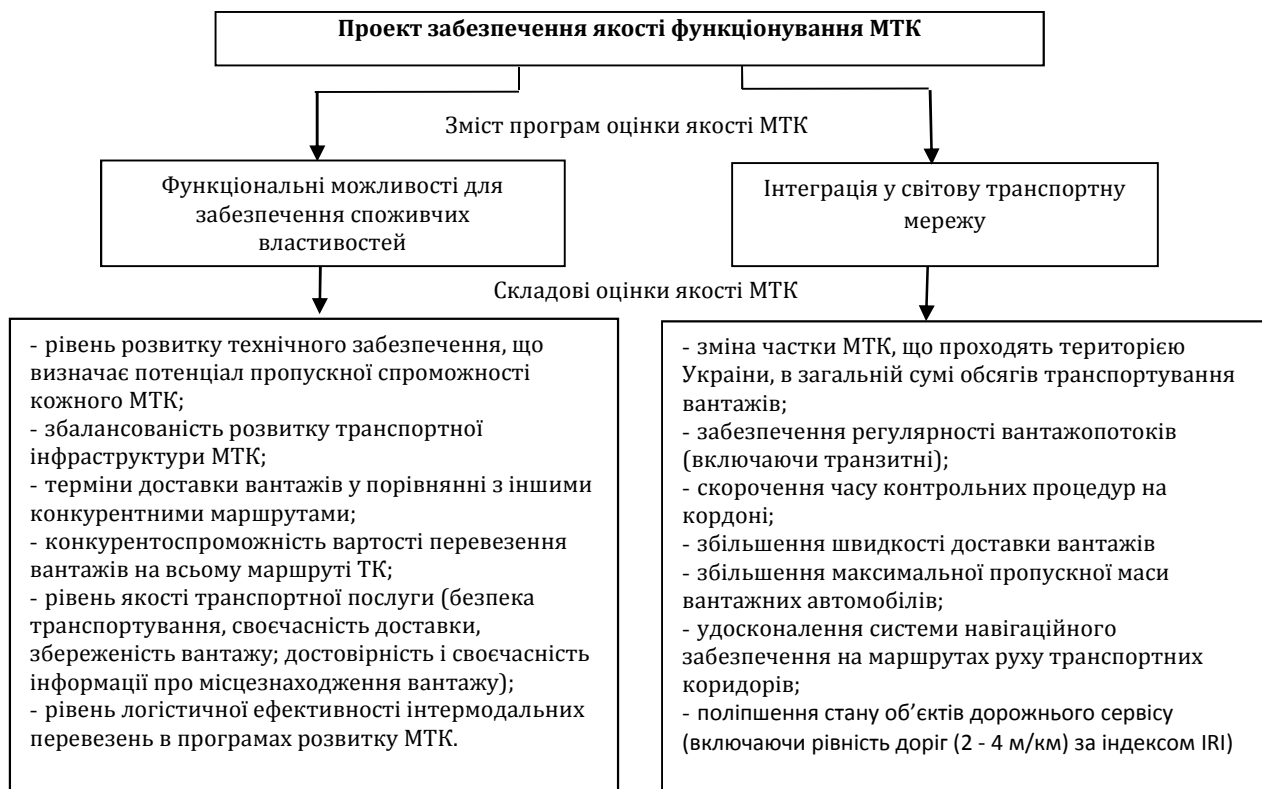 Проект забезпечення якості функціонування МТК
Зміст програм оцінки якості МТК
Функціональні можливості для
забезпечення споживчих
властивостей
Інтеграція у світову транспортну
мережу
Складові оцінки якості МТК
- рівень розвитку технічного забезпечення, що
визначає потенціал пропускної спроможності
кожного МТК;
- збалансованість розвитку транспортної
інфраструктури МТК;
- терміни доставки вантажів у порівнянні з іншими
конкурентними маршрутами;
- конкурентоспроможність вартості перевезення
вантажів на всьому маршруті ТК;
- рівень якості транспортної послуги (безпека
транспортування, своєчасність доставки,
збереженість вантажу; достовірність і своєчасність
інформації про місцезнаходження вантажу);
- рівень логістичної ефективності інтермодальних
перевезень в програмах розвитку МТК.
- зміна частки МТК, що проходять територією
України, в загальній сумі обсягів транспортування
вантажів;
- забезпечення регулярності вантажопотоків
(включаючи транзитні);
- скорочення часу контрольних процедур на
кордоні;
- збільшення швидкості доставки вантажів
- збільшення максимальної пропускної маси
вантажних автомобілів;
- удосконалення системи навігаційного
забезпечення на маршрутах руху транспортних
коридорів;
- поліпшення стану об’єктів дорожнього сервісу
(включаючи рівність доріг (2 - 4 м/км) за індексом IRI)